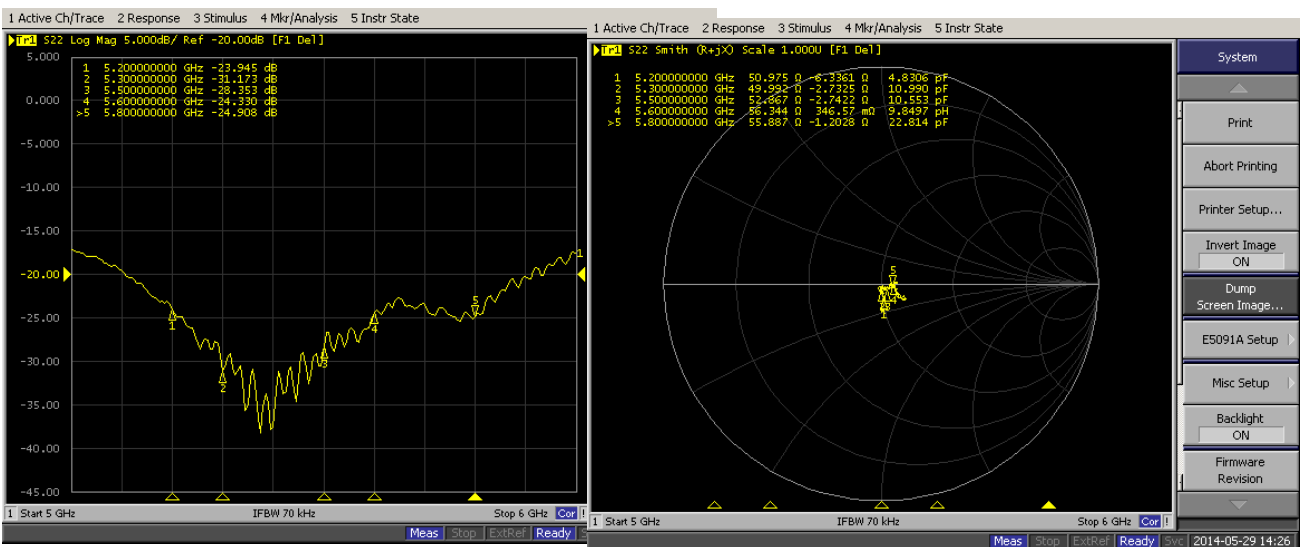 1 Active Ch/Trace 2 Response 3 Stimulus 4 Mkr/Analysis 5 Instr State
Tr1 S22 Log Mag 5.000dB/ Ref -20.00dB [F1 Del]
5.000
1 5.200000000 GHz -23.945 dB
2 5.300000000 GHz -31.173 dB
3 5.500000000 GHz -28.353 dB
4 5.600000000 GHz -24.330 dB
>5 5.800000000 GHz -24.908 dB
0.000
-5.000
-10.00
-15.00
-20.00
-25.00
-30.00
-35.00
-40.00
-45.00
1
2
3
4
5
1
1 Start 5 GHz IFBW 70 kHz Stop 6 GHz Cor !
Meas Stop ExtRef Ready S
1 Active Ch/Trace 2 Response 3 Stimulus 4 Mkr/Analysis 5 Instr State
Tr1 S22 Smith (R+jX) Scale 1.000U [F1 Del]
1 5.200000000 GHz 50.975 Ω -6.3361 Ω 4.8306 pF
2 5.300000000 GHz 49.992 Ω -2.7325 Ω 10.990 pF
3 5.500000000 GHz 52.867 Ω -2.7422 Ω 10.553 pF
4 5.600000000 GHz 56.344 Ω 346.57 mΩ 9.8497 pH
>5 5.800000000 GHz 55.887 Ω -1.2028 Ω 22.814 pF
5
4
1
1 Start 5 GHz IFBW 70 kHz Stop 6 GHz Cor !
Meas Stop ExtRef Ready Svc 2014-05-29 14:26
System
Print
Abort Printing
Printer Setup...
Invert Image
ON
Dump
Screen Image...
E5091A Setup
Misc Setup
Backlight
ON
Firmware
Revision